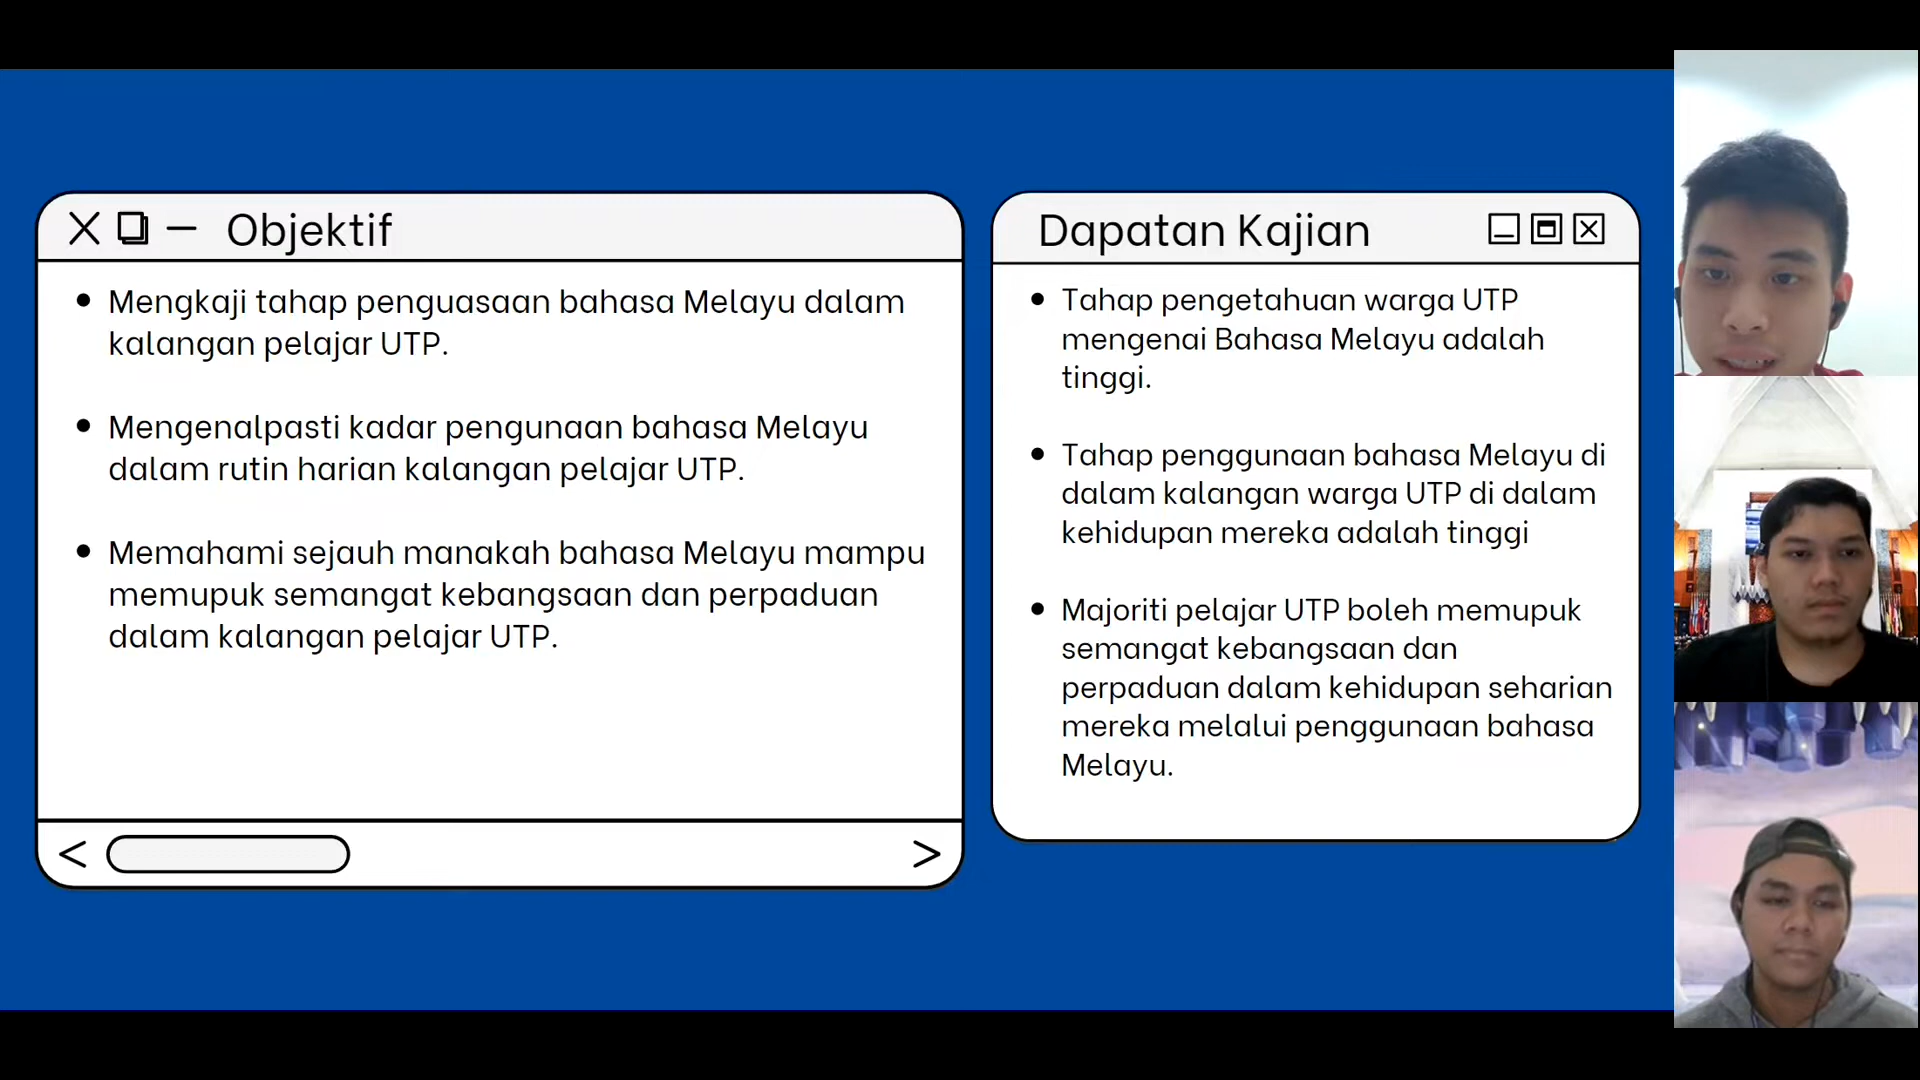 Objektif
Mengkaji tahap penguasaan bahasa Melayu dalam
kalangan pelajar UTP.
Mengenalpasti kadar pengunaan bahasa Melayu
dalam rutin harian kalangan pelajar UTP.
Memahami sejauh manakah bahasa Melayu mampu
memupuk semangat kebangsaan dan perpaduan
dalam kalangan pelajar UTP.
Dapatan Kajian
Tahap pengetahuan warga UTP
mengenai Bahasa Melayu adalah
tinggi.
Tahap penggunaan bahasa Melayu di
dalam kalangan warga UTP di dalam
kehidupan mereka adalah tinggi
Majoriti pelajar UTP boleh memupuk
semangat kebangsaan dan
perpaduan dalam kehidupan seharian
mereka melalui penggunaan bahasa
Melayu.